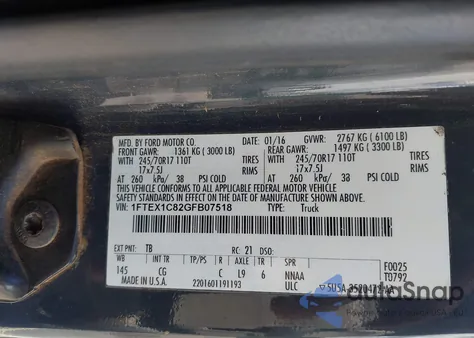 MFD. BY FORD MOTOR CO. 01/16 GVWR: 2767 KG ( 6100 LB)
FRONT GAWR: 1361 KG ( 3000 LB) REAR GAWR: 1497 KG ( 3300 LB)
WITH WITH
245/70R17 110T TIRES 245/70R17 110T TIRES
17x7.5J RIMS 17x7.5J RIMS
AT 260 kPa/ 38 PSI COLD AT 260 kPa/ 38 PSI COLD
THIS VEHICLE CONFORMS TO ALL APPLICABLE FEDERAL MOTOR VEHICLE
SAFETY STANDARDS IN EFFECT ON THE DATE OF MANUFACTURE SHOWN ABOVE.
VIN: 1FTEX1C82GFB07518 TYPE: Truck
EXT PNT: TB RC: 21 DSO:
WB INT TR TP/PS R AXLE TR SPR
145 CG C L9 6 NNAA
MADE IN U.S.A. 2201601191193 ULC
F0025
T0792
5U5A-3520472-AA
autoSnap